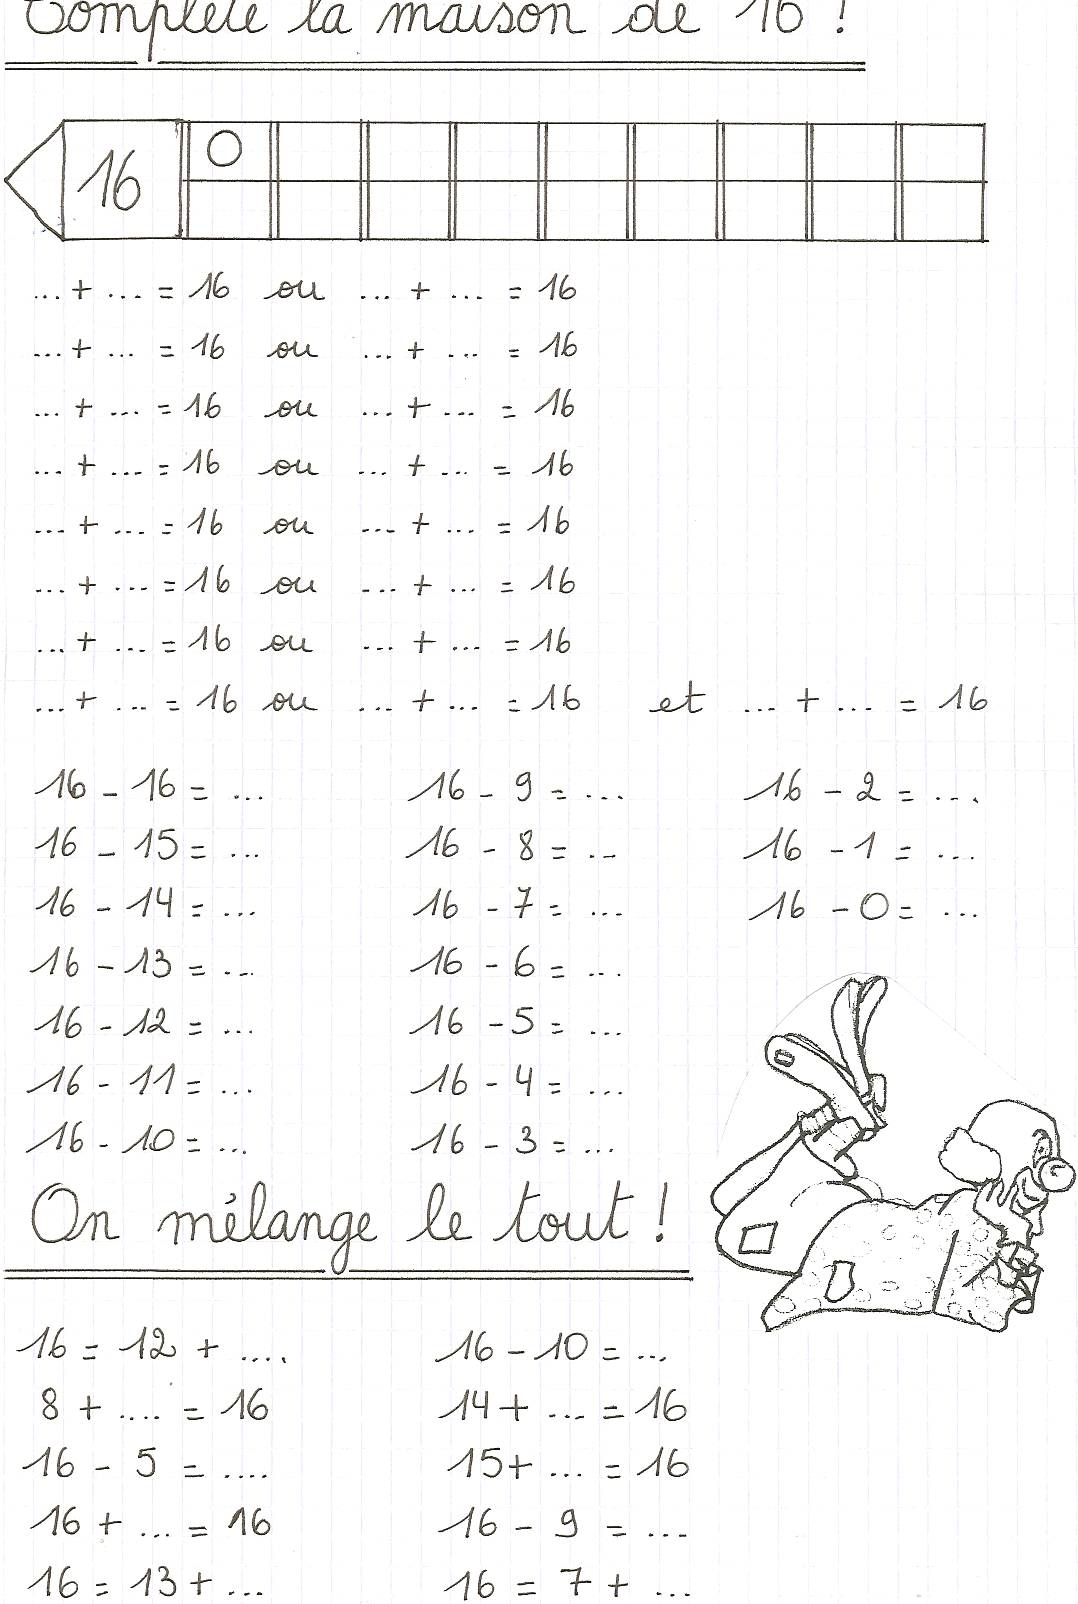 Complète la maison de 16 !
16 0
... + ... = 16 ou ... + ... = 16
... + ... = 16 ou ... + ... = 16
... + ... = 16 ou ... + ... = 16
... + ... = 16 ou ... + ... = 16
... + ... = 16 ou ... + ... = 16
... + ... = 16 ou ... + ... = 16
... + ... = 16 ou ... + ... = 16
... + ... = 16 ou ... + ... = 16 et ... + ... = 16
16 - 16 = ... 16 - 9 = ... 16 - 2 = ...
16 - 15 = ... 16 - 8 = ... 16 - 1 = ...
16 - 14 = ... 16 - 7 = ... 16 - 0 = ...
16 - 13 = ... 16 - 6 = ...
16 - 12 = ... 16 - 5 = ...
16 - 11 = ... 16 - 4 = ...
16 - 10 = ... 16 - 3 = ...
On mélange le tout !
16 = 12 + .... 16 - 10 = ...
8 + .... = 16 14 + ... = 16
16 - 5 = .... 15 + ... = 16
16 + ... = 16 16 - 9 = ...
16 = 13 + ... 16 = 7 + ...